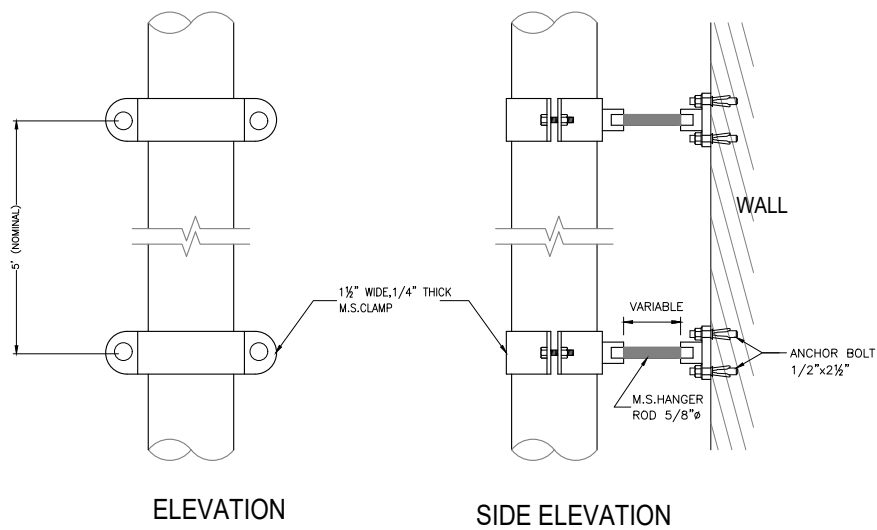 5' (NOMINAL)
1½" WIDE,1/4" THICK
M.S.CLAMP
WALL
VARIABLE
M.S.HANGER
ROD 5/8"ø
ANCHOR BOLT
1/2"x2½"
ELEVATION
SIDE ELEVATION